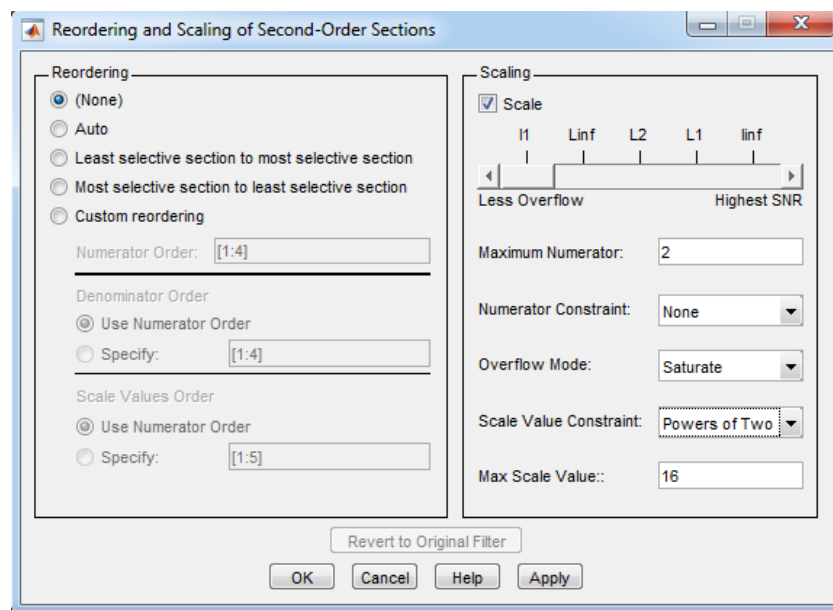 Reordering and Scaling of Second-Order Sections
Reordering
(None)
Auto
Least selective section to most selective section
Most selective section to least selective section
Custom reordering
Numerator Order: [1:4]
Denominator Order
Use Numerator Order
Specify: [1:4]
Scale Values Order
Use Numerator Order
Specify: [1:5]
Scaling
Scale
l1 Linf L2 L1 linf
Less Overflow Highest SNR
Maximum Numerator: 2
Numerator Constraint: None
Overflow Mode: Saturate
Scale Value Constraint: Powers of Two
Max Scale Value:: 16
Revert to Original Filter
OK Cancel Help Apply